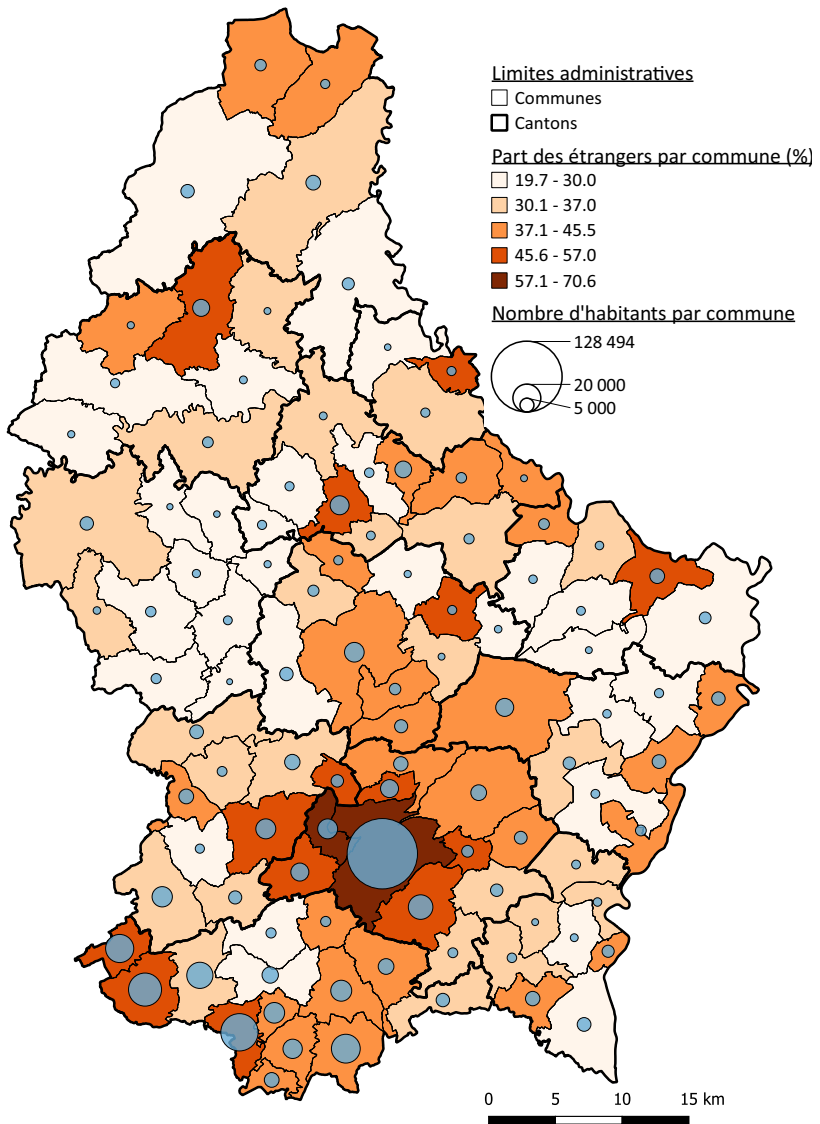 Limites administratives
Communes
Cantons
Part des étrangers par commune (%)
19.7 - 30.0
30.1 - 37.0
37.1 - 45.5
45.6 - 57.0
57.1 - 70.6
Nombre d'habitants par commune
128 494
20 000
5 000
0 5 10 15 km